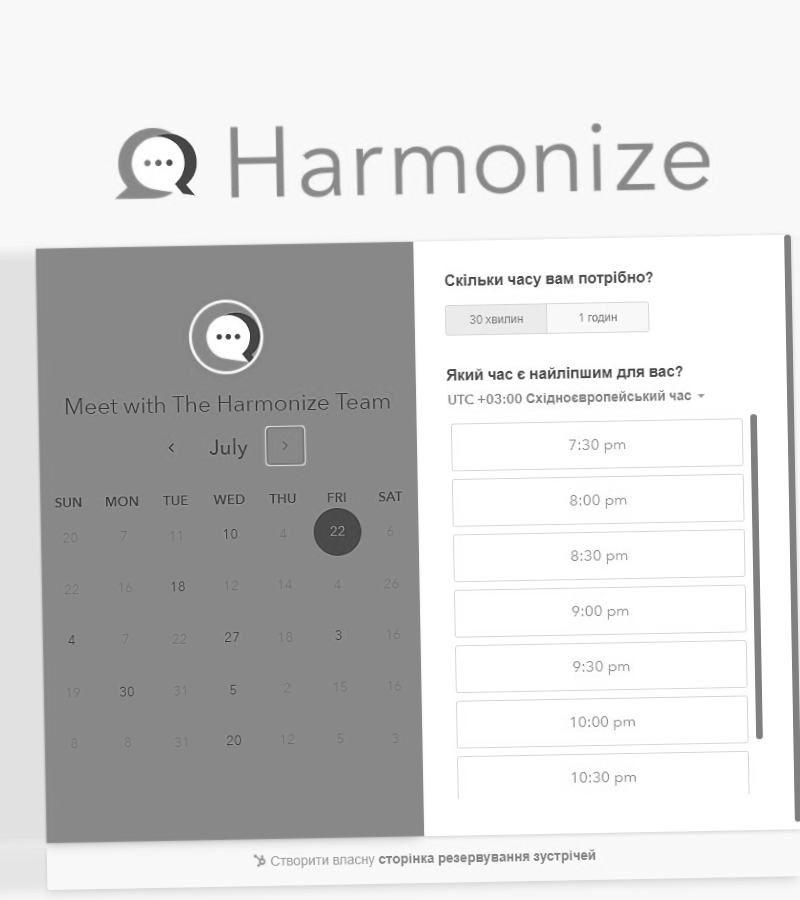 Harmonize
Meet with The Harmonize Team
July
SUN MON TUE WED THU FRI SAT
20 7 11 10 4 22 6
22 16 18 12 14 4 26
4 7 22 27 18 3 16
19 30 31 5 2 15 16
8 8 31 20 12 5 3
Скільки часу вам потрібно?
30 хвилин 1 годин
Який час є найліпшим для вас?
UTC +03:00 Східноєвропейський час
7:30 pm
8:00 pm
8:30 pm
9:00 pm
9:30 pm
10:00 pm
10:30 pm
Створити власну сторінка резервування зустрічей